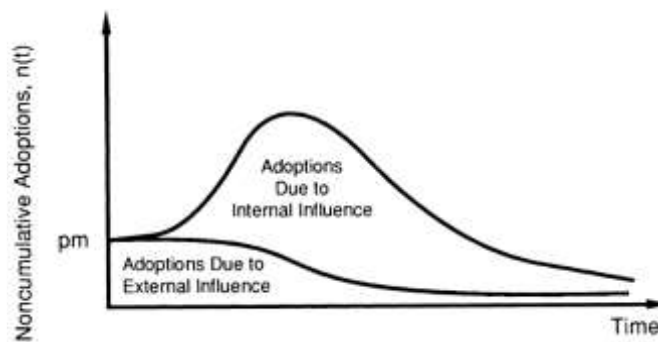 Noncumulative Adoptions, n(t)
Adoptions
Due to
Internal Influence
pm
Adoptions Due to
External Influence
Time